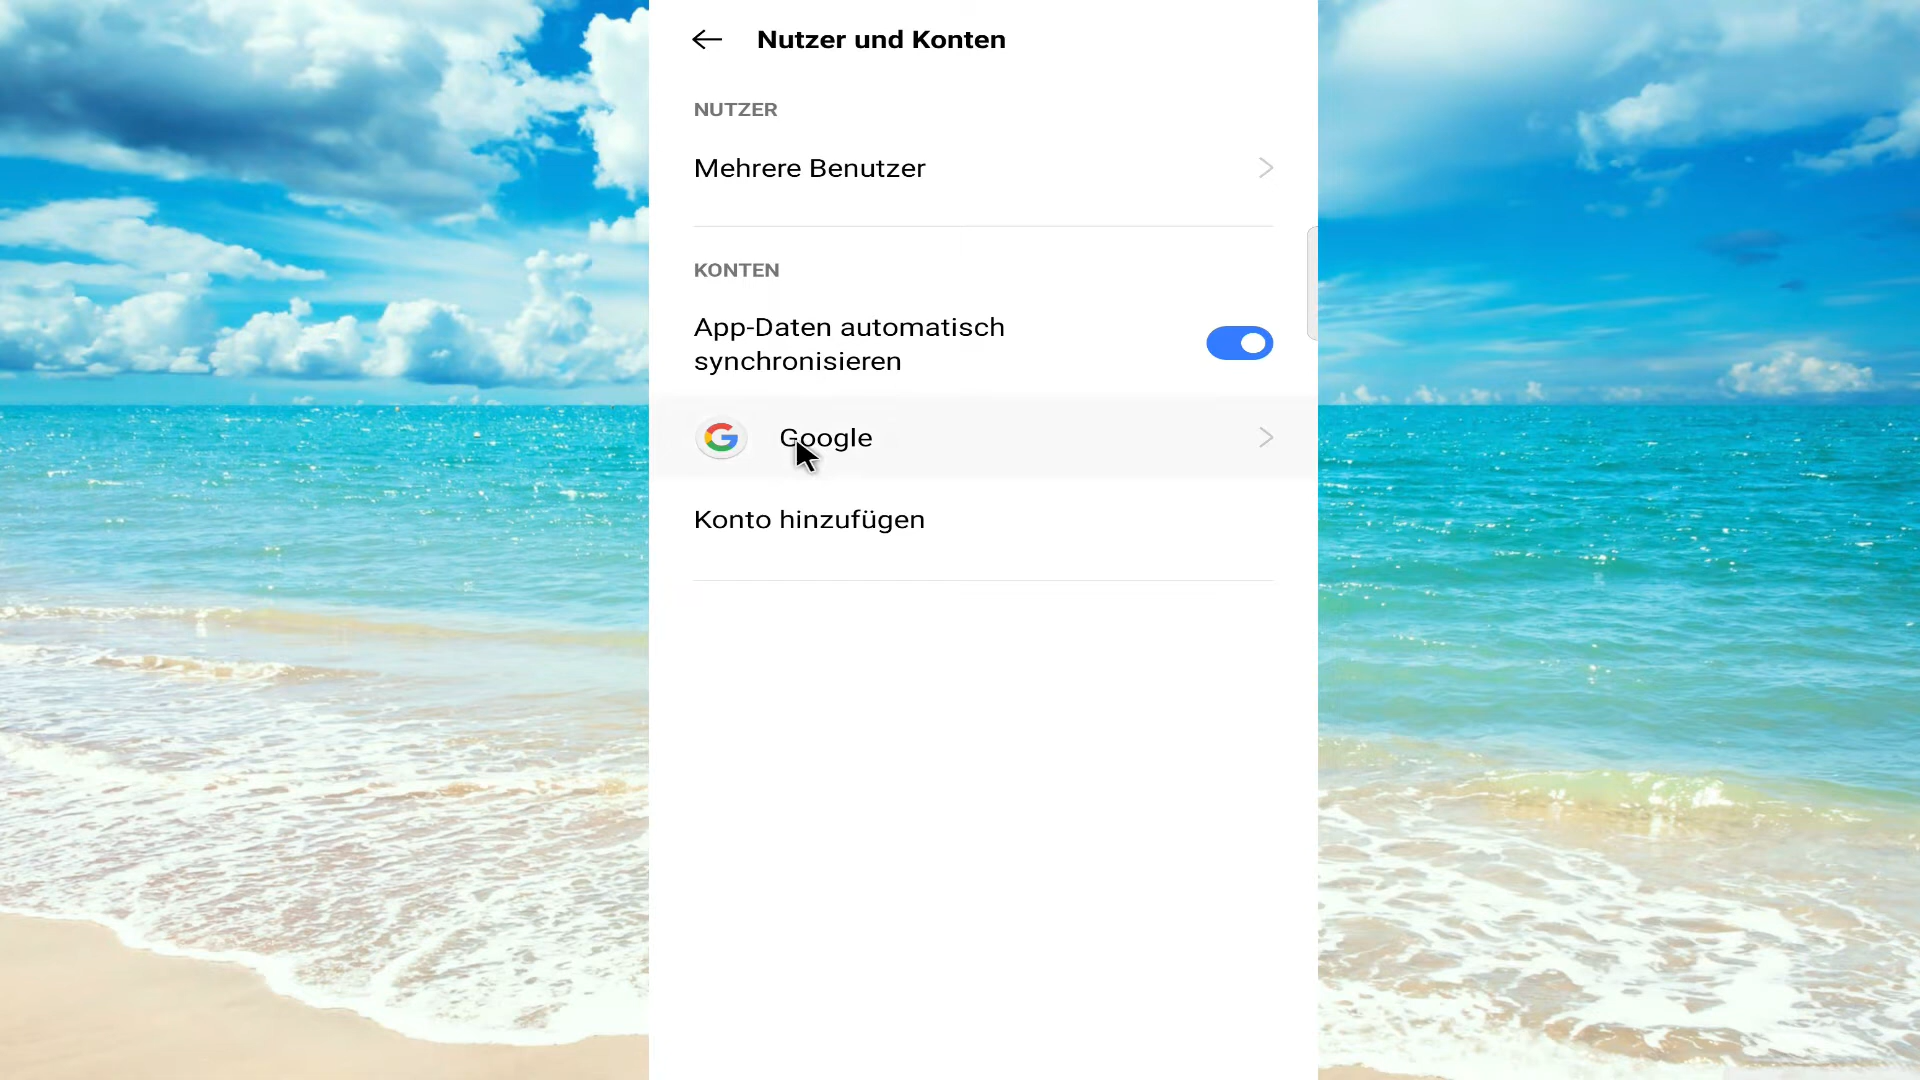 Nutzer und Konten
NUTZER
Mehrere Benutzer
KONTEN
App-Daten automatisch
synchronisieren
Google
Konto hinzufügen